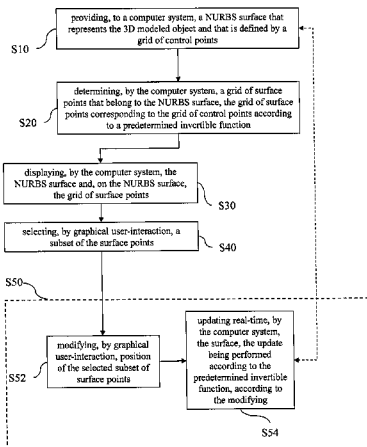 providing, to a computer system, a NURBS surface that
represents the 3D modeled object and that is defined by a
grid of control points
S10
determining, by the computer system, a grid of surface
points that belong to the NURBS surface, the grid of surface
points corresponding to the grid of control points according
to a predetermined invertible function
S20
displaying, by the computer system, the
NURBS surface and, on the NURBS surface,
the grid of surface points
S30
selecting, by graphical user-interaction, a
subset of the surface points
S40
S50
modifying, by graphical
user-interaction, position
of the selected subset of
surface points
S52
updating real-time, by
the computer system,
the surface, the update
being performed
according to the
predetermined invertible
function, according to
the modifying
S54